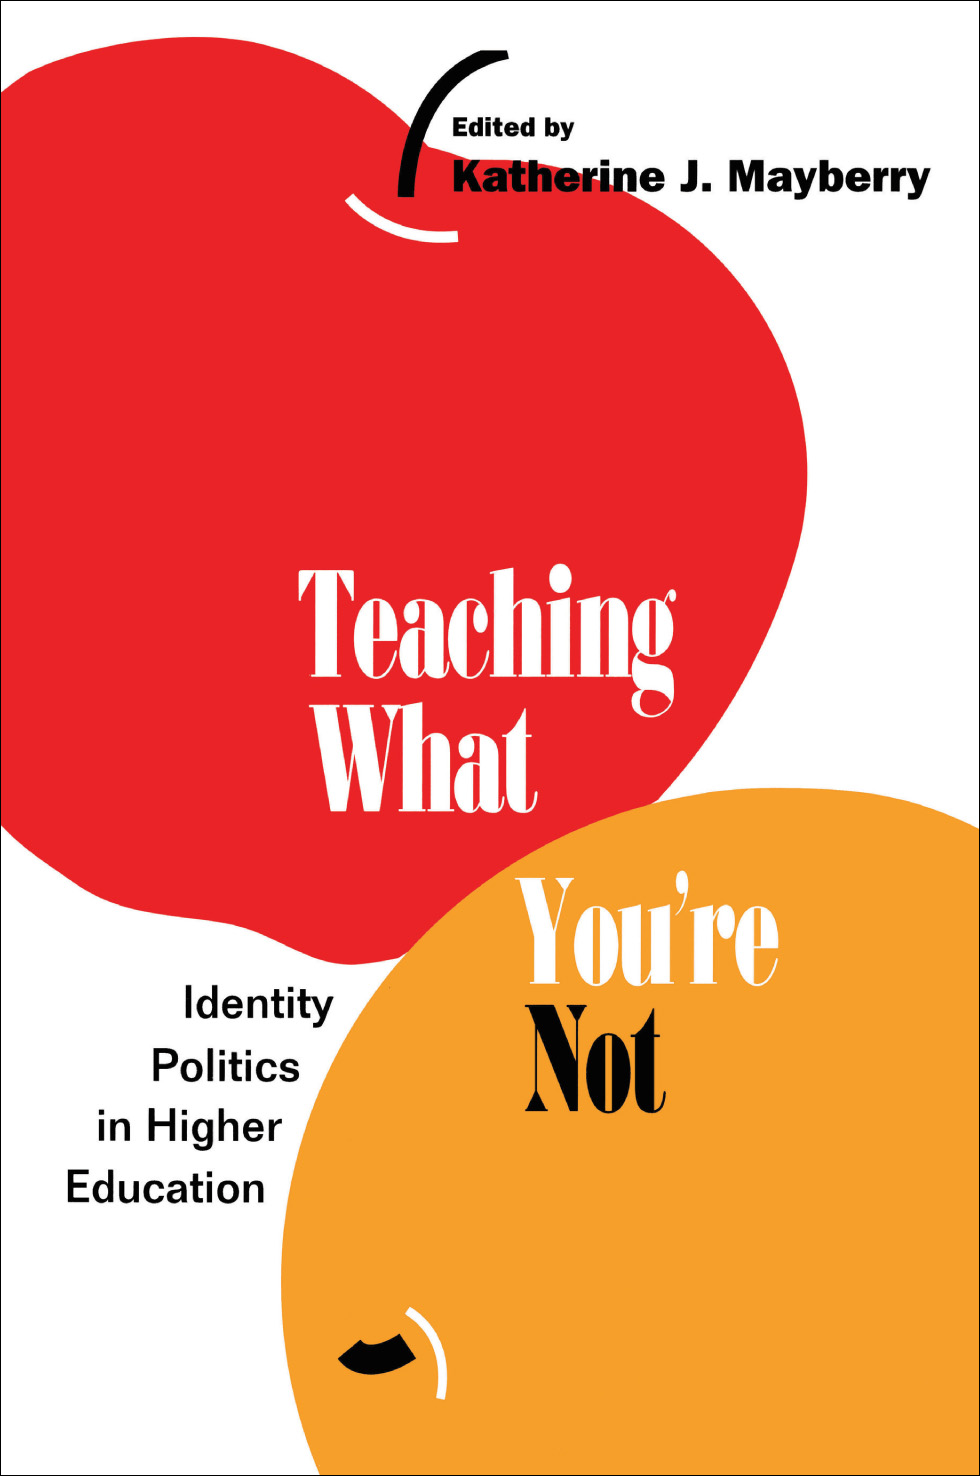 Edited by
Katherine J. Mayberry
Teaching
What
You're
Not
Identity
Politics
in Higher
Education